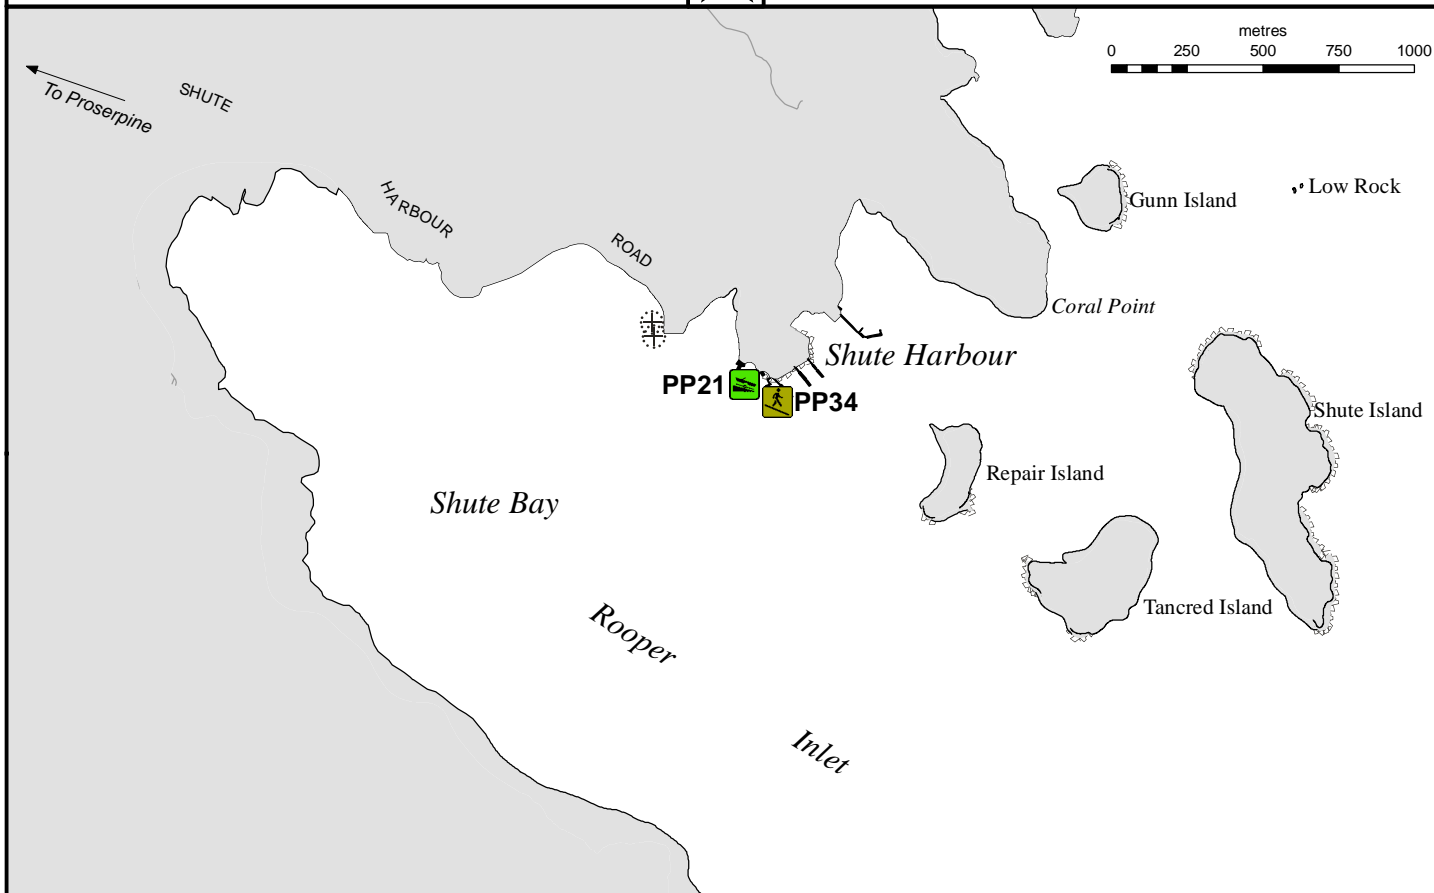 metres
0 250 500 750 1000
SHUTE
To Proserpine
HARBOUR
Low Rock
Gunn Island
ROAD
Coral Point
Shute Harbour
PP21
PP34
Shute Island
Repair Island
Shute Bay
Tancred Island
Rooper
Inlet